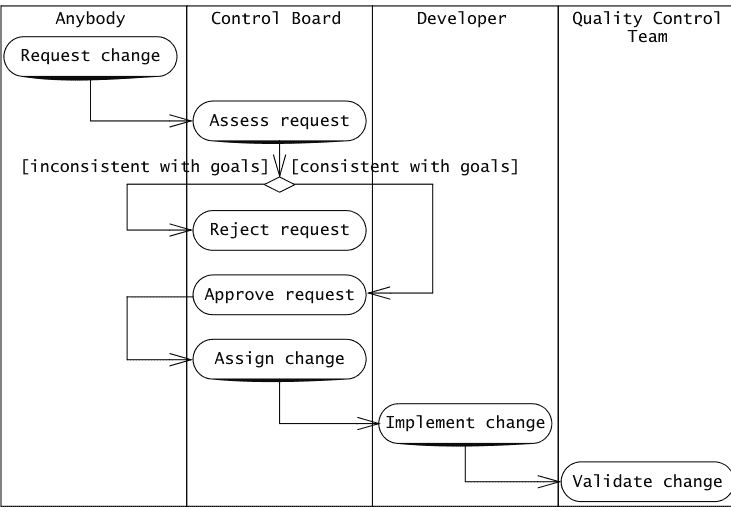 Anybody
Control Board
Developer
Quality Control
Team
Request change
Assess request
[inconsistent with goals]
[consistent with goals]
Reject request
Approve request
Assign change
Implement change
Validate change